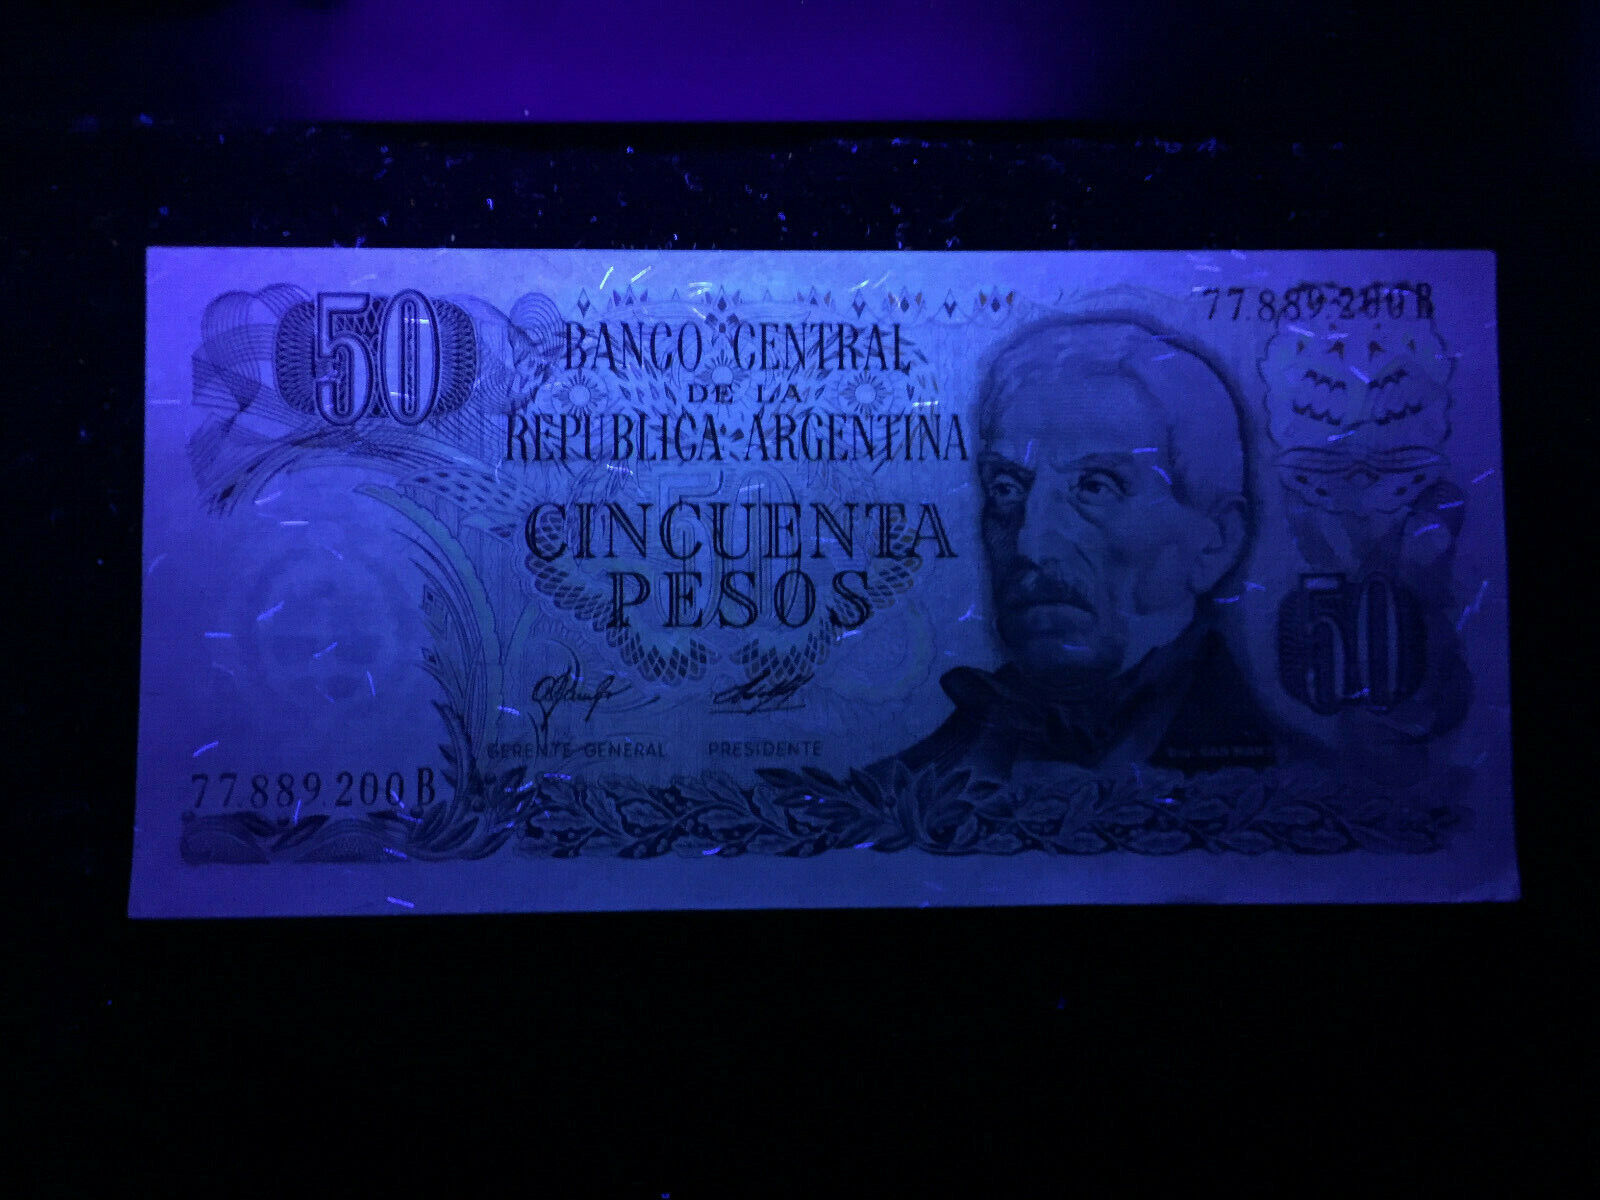 50
77.889.200B
BANCO CENTRAL
DE LA
REPUBLICA ARGENTINA
50
CINCUENTA
PESOS
50
GERENTE GENERAL PRESIDENTE
77.889.200B